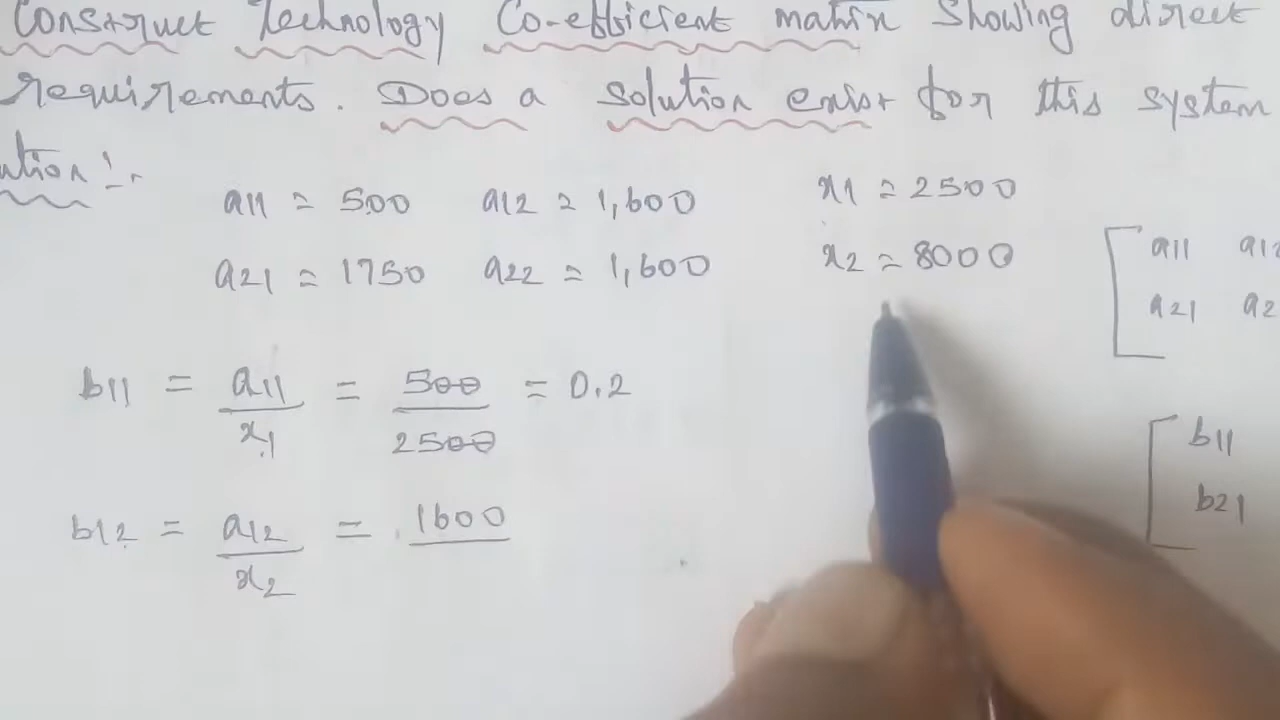 Construct Technology Co-efficient matrix showing direct
requirements. Does a solution exist for this system
ution :-
a11 = 500 a12 = 1,600 x1 = 2500
a21 = 1750 a22 = 1,600 x2 = 8000
a11 a12
a21 a2
b11 = a11/x1 = 500/2500 = 0.2
b12 = a12/x2 = 1600
b11
b21